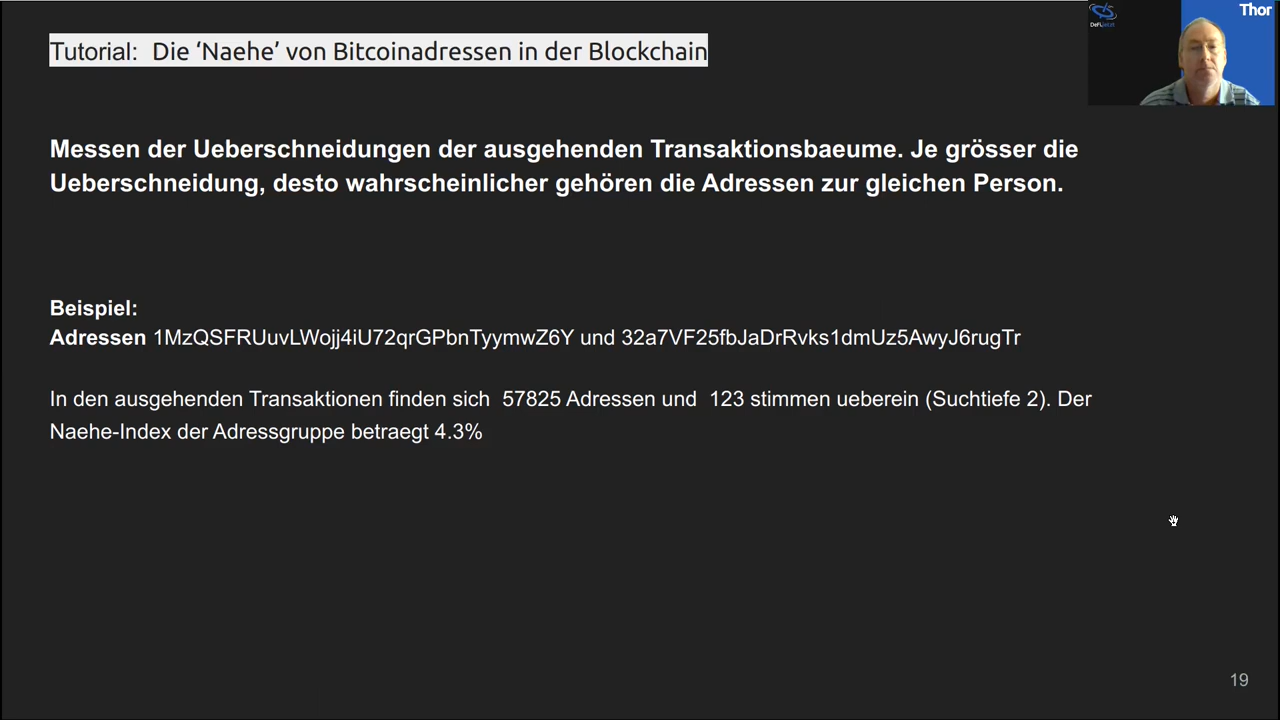 Thor
DeFi
Tutorial: Die ‘Naehe’ von Bitcoinadressen in der Blockchain
Messen der Ueberschneidungen der ausgehenden Transaktionsbaeume. Je grösser die
Ueberschneidung, desto wahrscheinlicher gehören die Adressen zur gleichen Person.
Beispiel:
Adressen 1MzQSFRUuvLWojj4iU72qrGPbnTyymwZ6Y und 32a7VF25fbJaDrRvks1dmUz5AwyJ6rugTr
In den ausgehenden Transaktionen finden sich 57825 Adressen und 123 stimmen ueberein (Suchtiefe 2). Der
Naehe-Index der Adressgruppe betraegt 4.3%
19